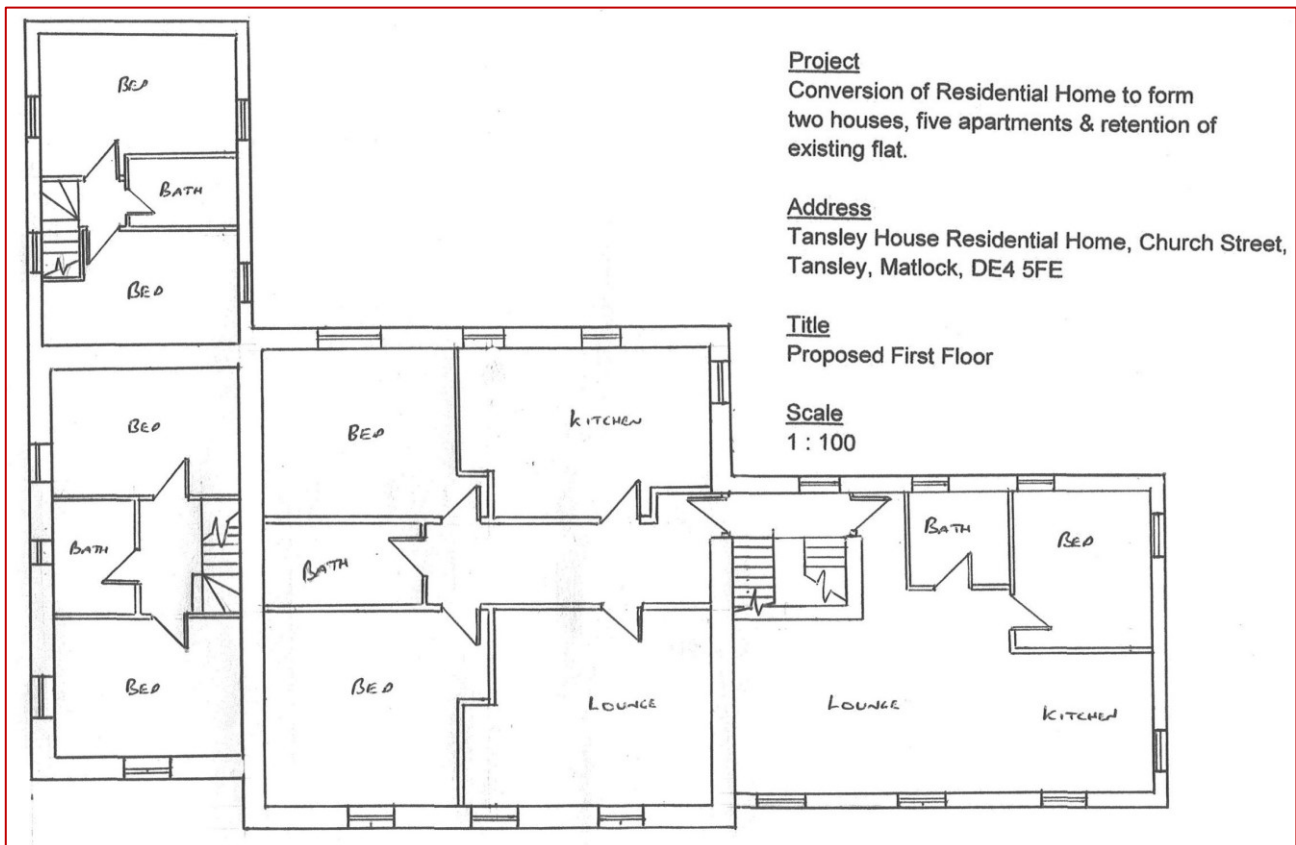 Project
Conversion of Residential Home to form
two houses, five apartments & retention of
existing flat.
Address
Tansley House Residential Home, Church Street,
Tansley, Matlock, DE4 5FE
Title
Proposed First Floor
Scale
1 : 100
BED
BATH
BED
BED
BATH
BED
BED
KITCHEN
BATH
BED
LOUNGE
BATH
BED
LOUNGE
KITCHEN